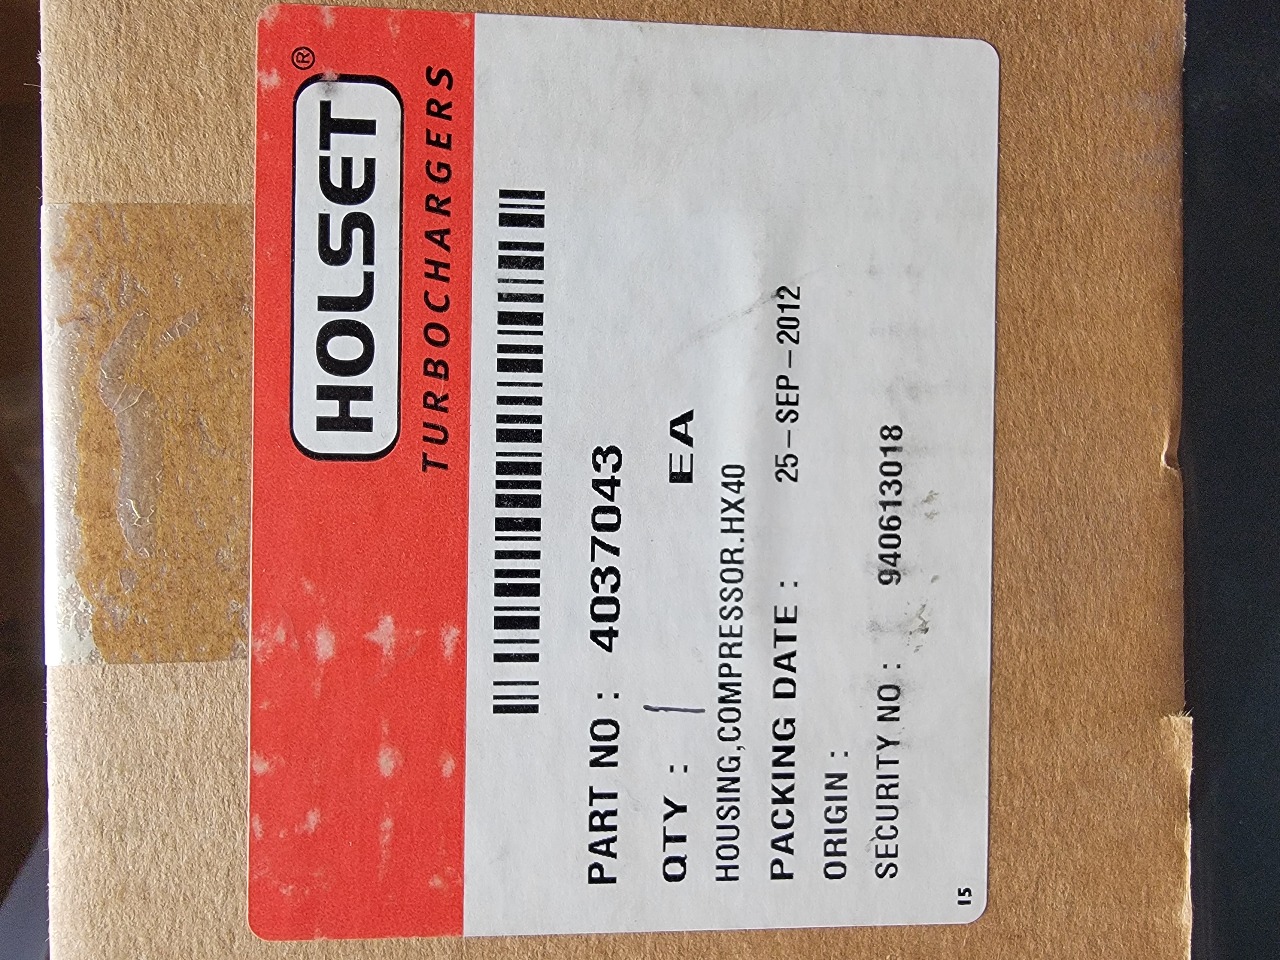 HOLSET®
TURBOCHARGERS
PART NO : 4037043
QTY : 1 EA
HOUSING,COMPRESSOR.HX40
PACKING DATE : 25-SEP-2012
ORIGIN :
SECURITY NO : 940613018
15